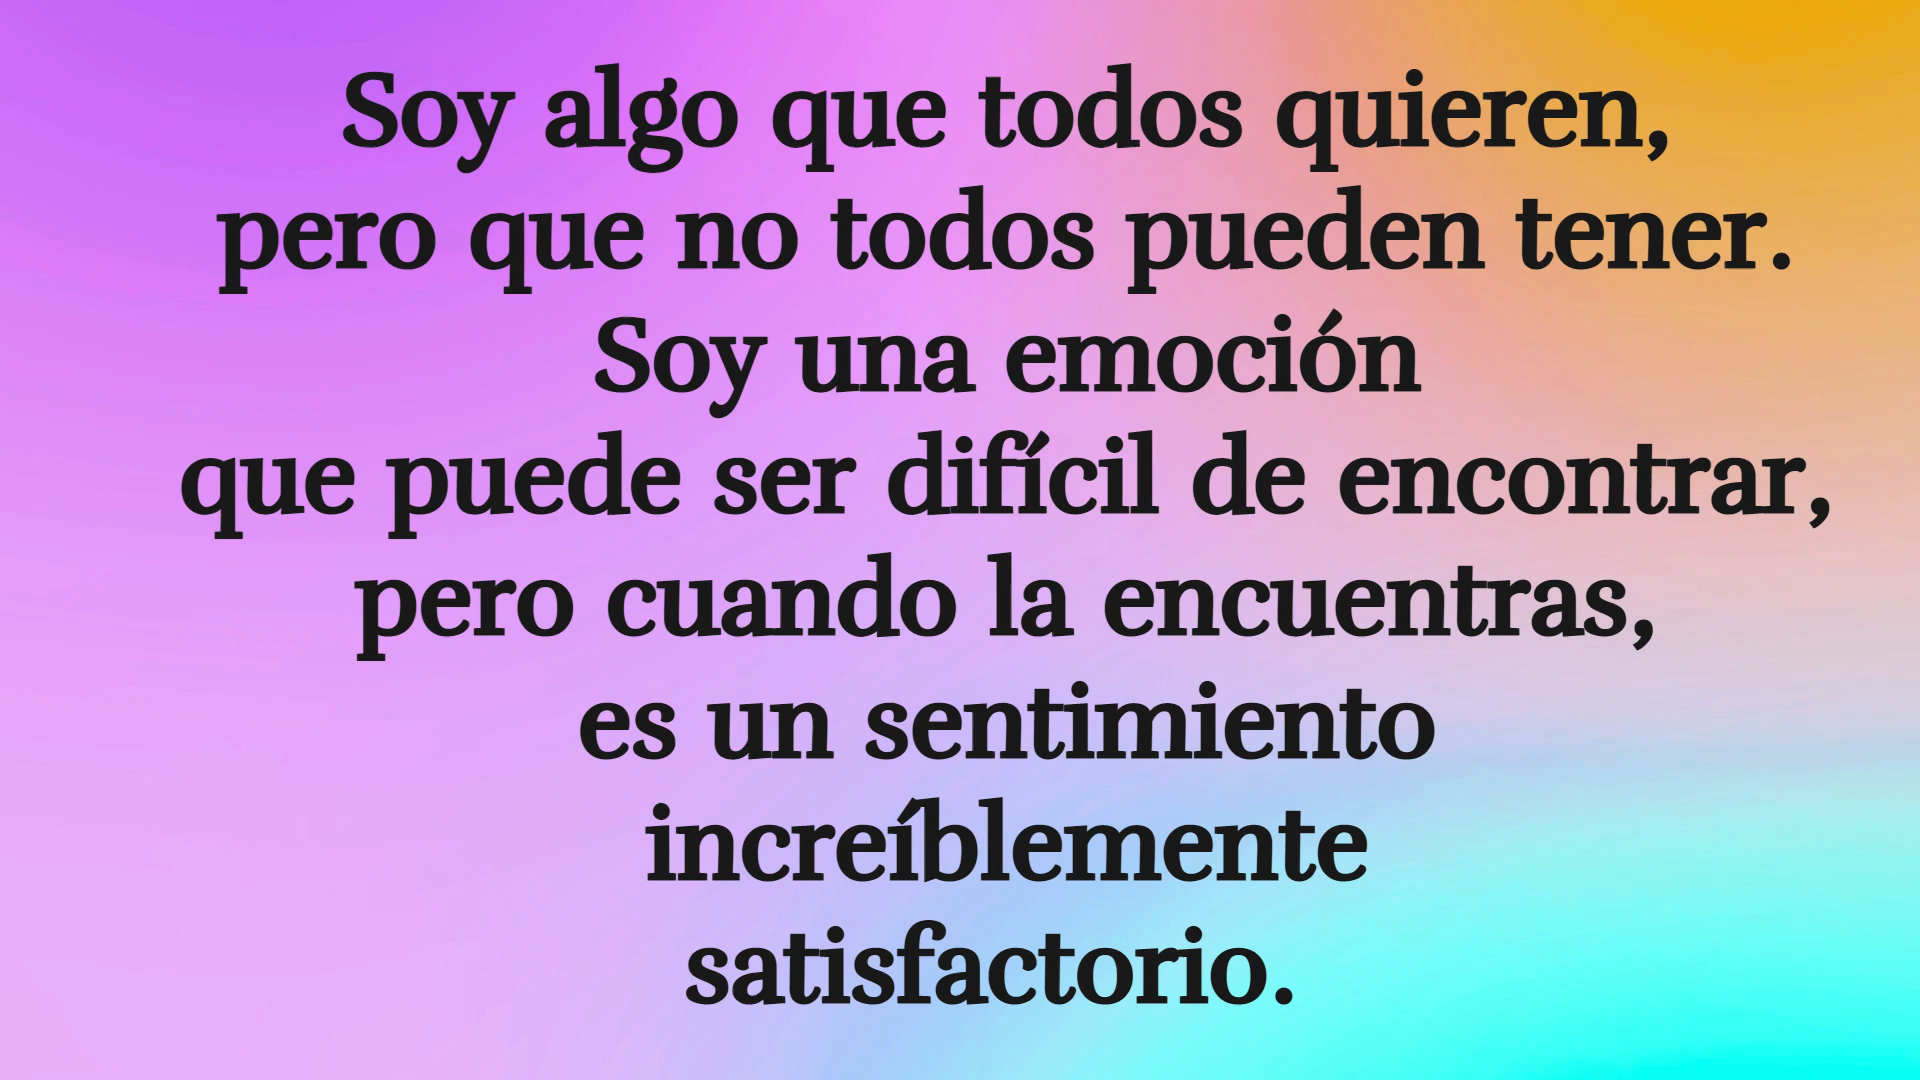 Soy algo que todos quieren,
pero que no todos pueden tener.
Soy una emoción
que puede ser difícil de encontrar,
pero cuando la encuentras,
es un sentimiento
increíblemente
satisfactorio.